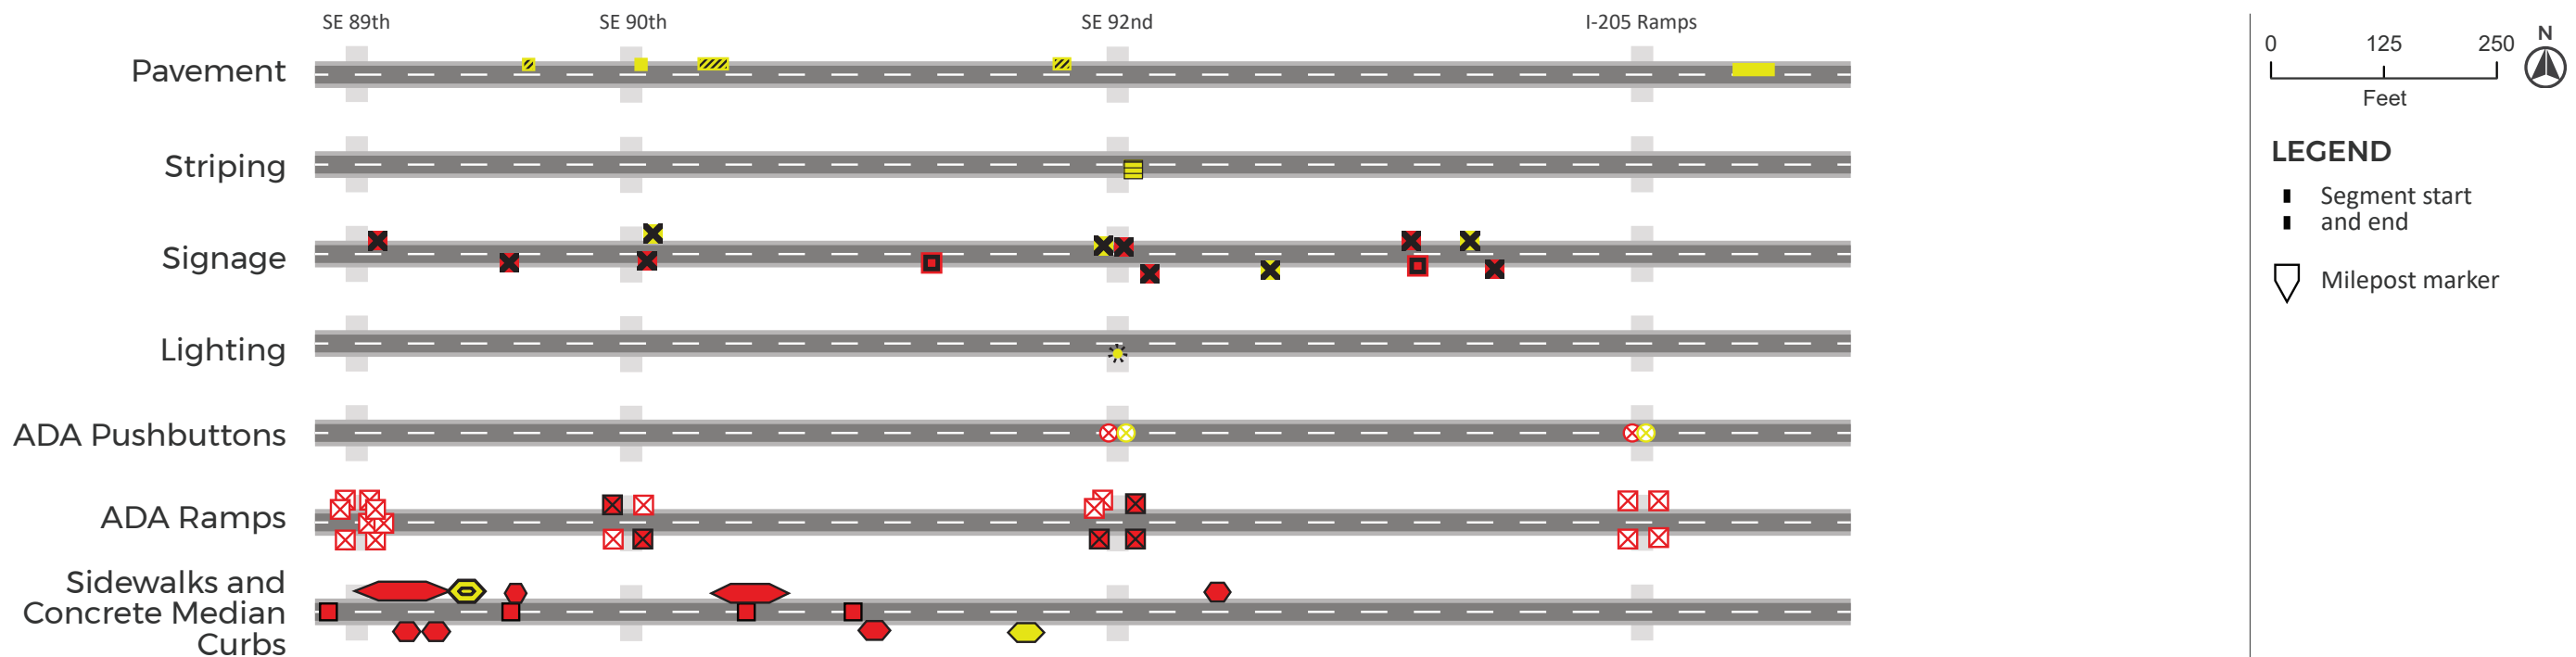 SE 89th SE 90th SE 92nd I-205 Ramps
Pavement
Striping
Signage
Lighting
ADA Pushbuttons
ADA Ramps
Sidewalks and
Concrete Median
Curbs
0 125 250
Feet
N
LEGEND
Segment start
and end
Milepost marker